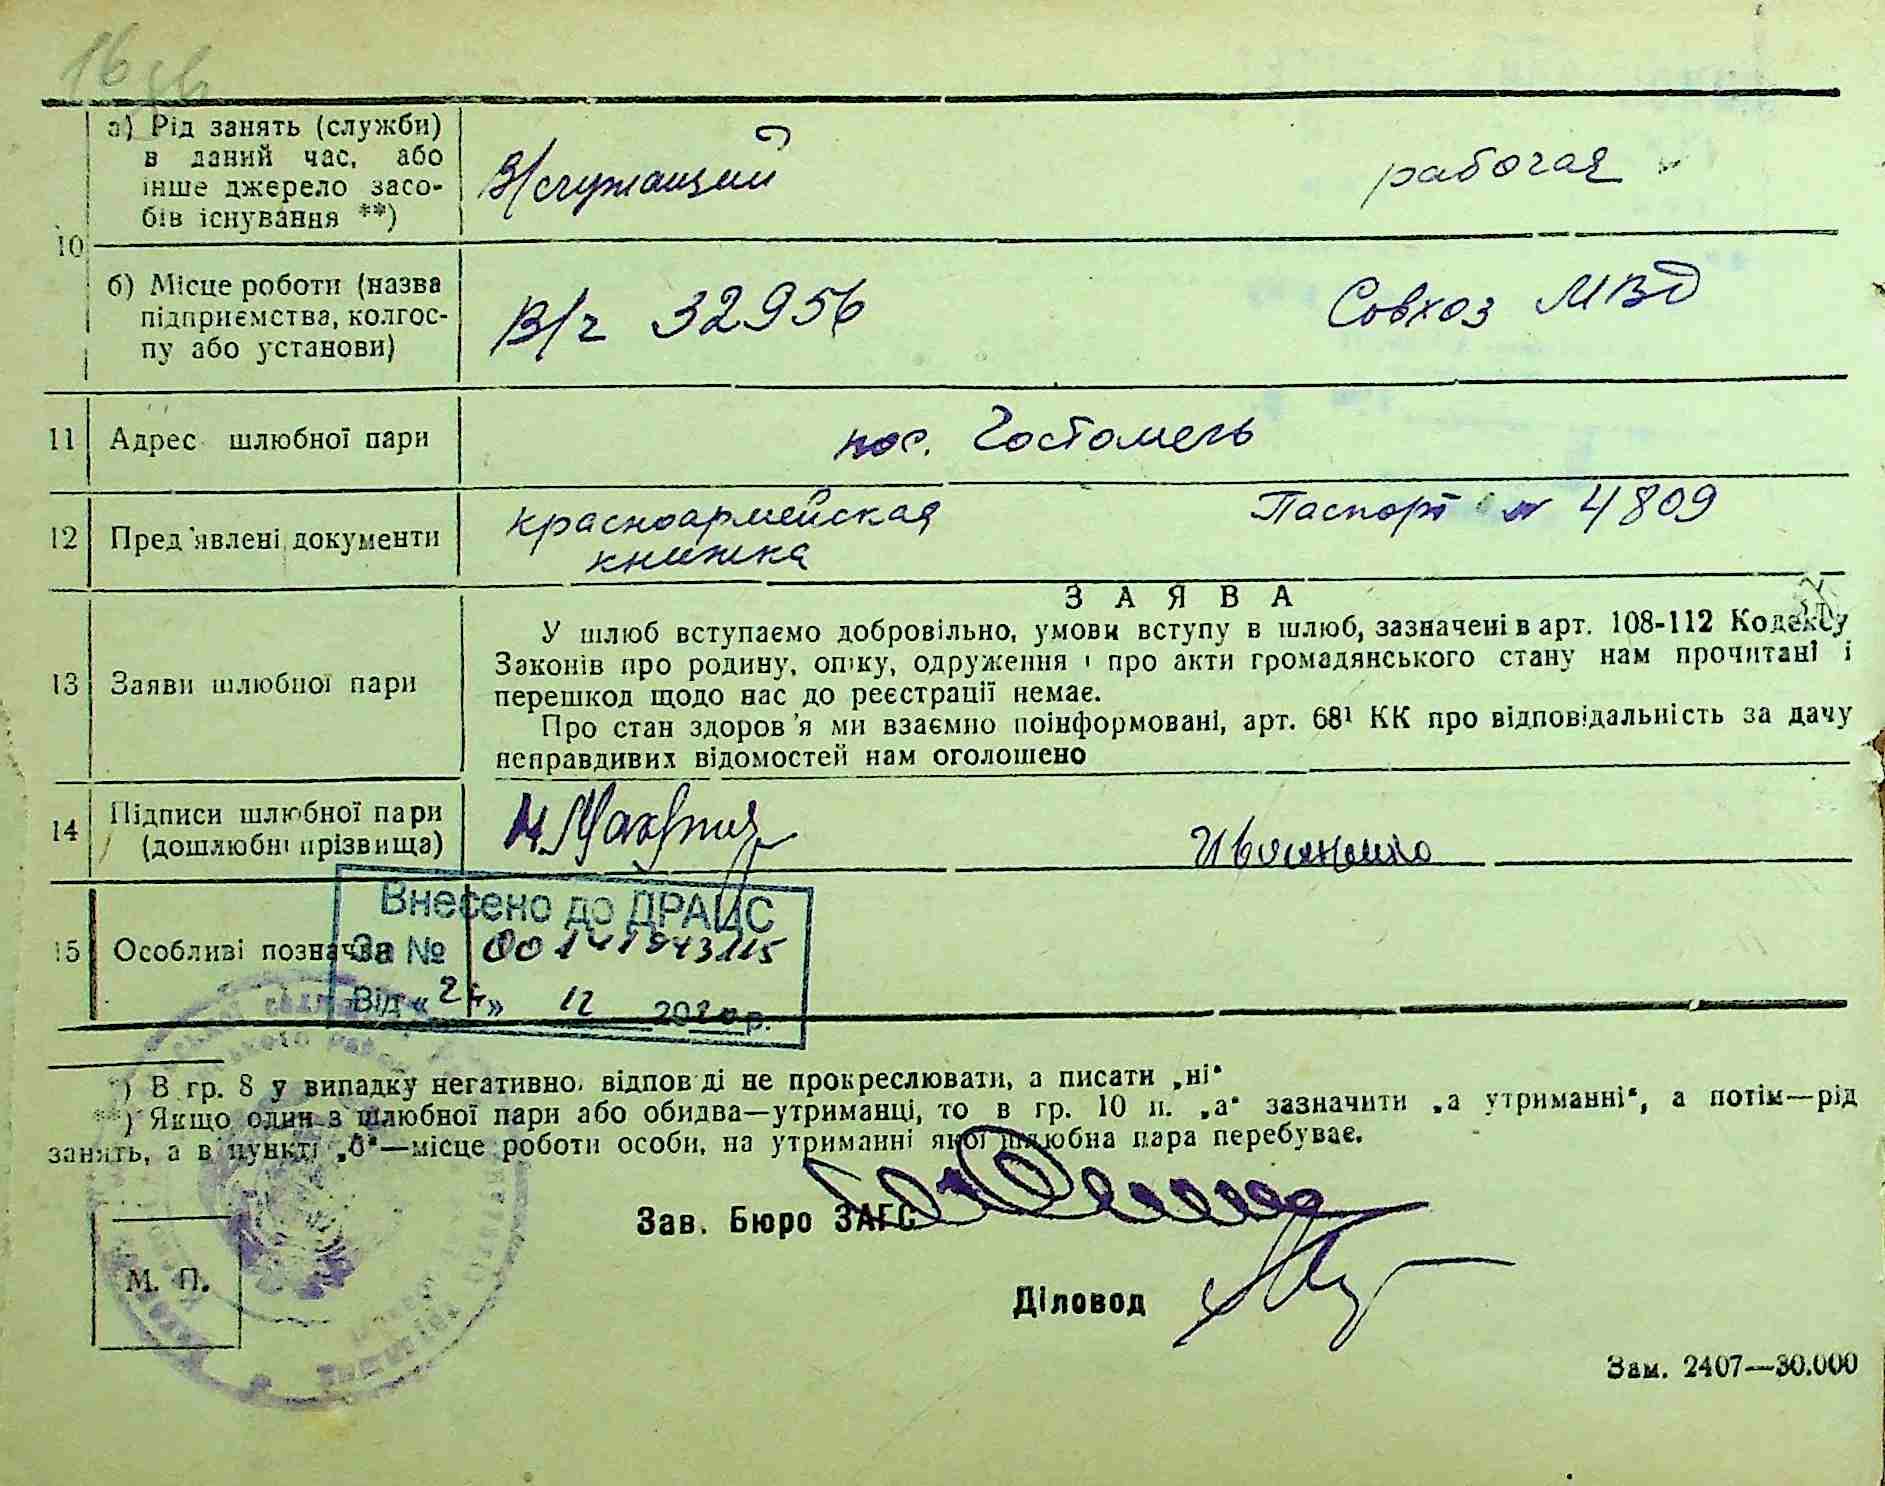 16
10
а) Рід занять (служби)
в даний час, або
інше джерело засо-
бів існування **)
В/служащий
рабочая
б) Місце роботи (назва
підприємства, колгос-
пу або установи)
В/ч 32956
Совхоз МВД
11 Адрес шлюбної пари
пос. Гостомель
12 Пред'явлені документи
красноармейская
книжка
Паспорт № 4809
13 Заяви шлюбної пари
ЗАЯВА
У шлюб вступаємо добровільно, умови вступу в шлюб, зазначені в арт. 108-112 Кодексу
Законів про родину, опіку, одруження і про акти громадянського стану нам прочитані і
перешкод щодо нас до реєстрації немає.
Про стан здоров'я ми взаємно поінформовані, арт. 68¹ КК про відповідальність за дачу
неправдивих відомостей нам оголошено
14 Підписи шлюбної пари
(дошлюбні прізвища)
15 Особливі позначки
Внесено до ДРАЦС
За № 00141943115
Від « 24 » 12 2020 р.
*) В гр. 8 у випадку негативно. відповіді не прокреслювати, а писати „ні“
**) Якщо один з шлюбної пари або обидва—утриманці, то в гр. 10 п. „а“ зазначити „а утриманні“, а потім—рід
занять, а в пункті „б“—місце роботи особи, на утриманні якої шлюбна пара перебуває.
Зав. Бюро ЗАГС
М. П.
Діловод
Зам. 2407—30.000